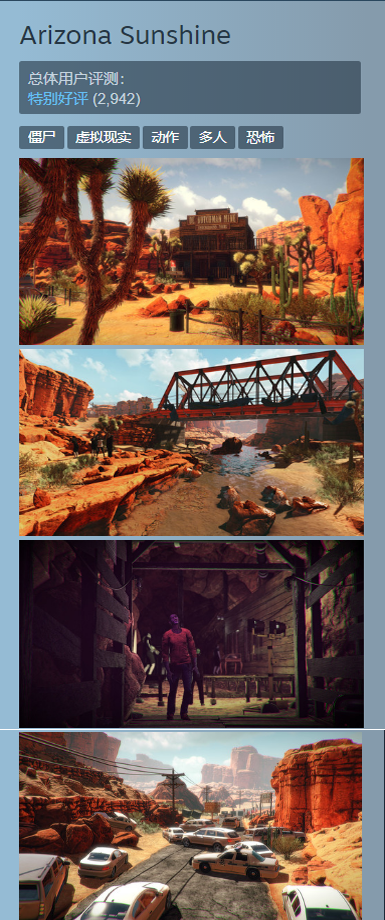 Arizona Sunshine
总体用户评测：
特别好评 (2,942)
僵尸 虚拟现实 动作 多人 恐怖